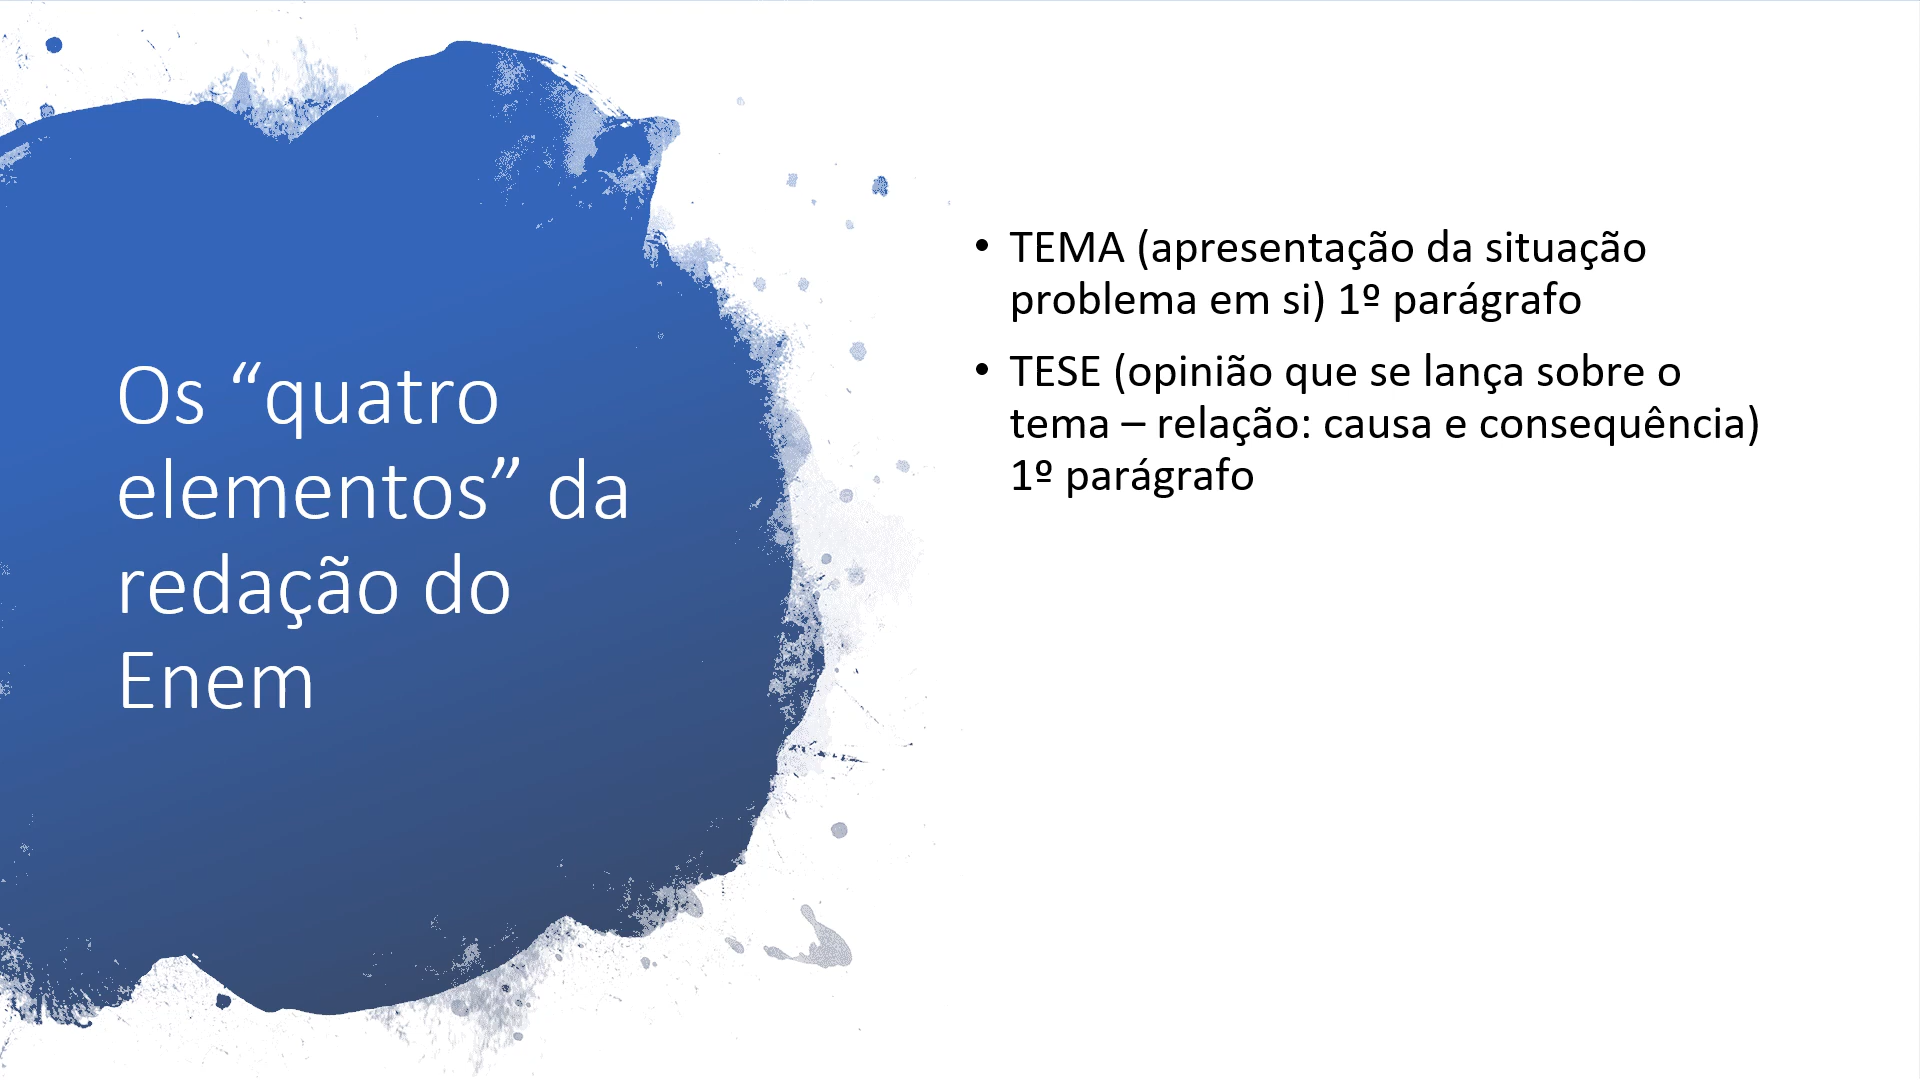 Os “quatro
elementos” da
redação do
Enem
• TEMA (apresentação da situação
problema em si) 1º parágrafo
• TESE (opinião que se lança sobre o
tema – relação: causa e consequência)
1º parágrafo